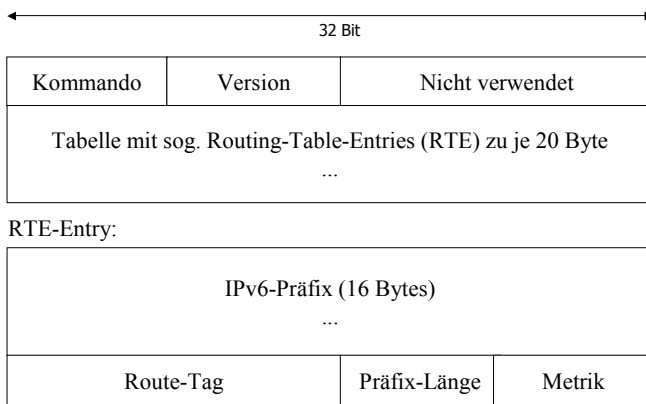 32 Bit
Kommando Version Nicht verwendet
Tabelle mit sog. Routing-Table-Entries (RTE) zu je 20 Byte
...
RTE-Entry:
IPv6-Präfix (16 Bytes)
...
Route-Tag Präfix-Länge Metrik